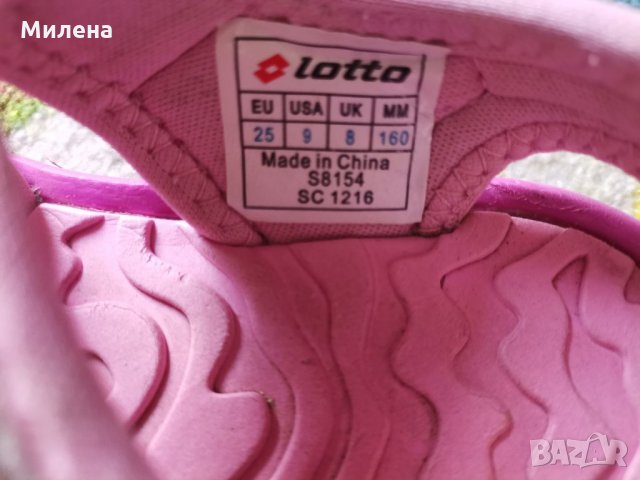 Милена
lotto
EU USA UK MM
25 9 8 160
Made in China
S8154
SC 1216
BAZAR